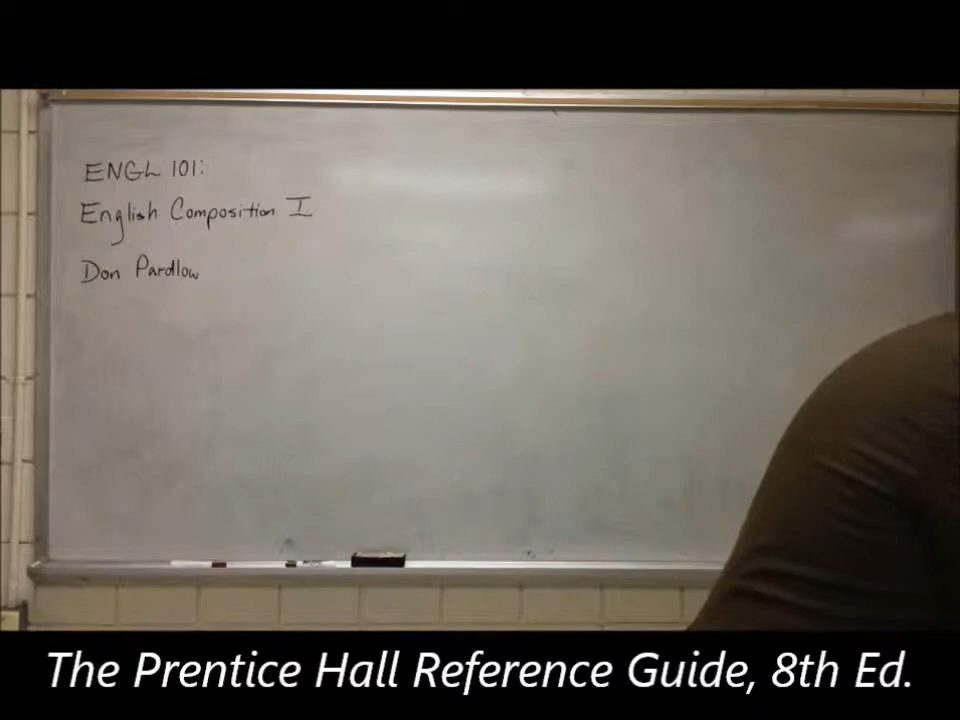 ENGL 101:
English Composition I
Don Pardlow
The Prentice Hall Reference Guide, 8th Ed.